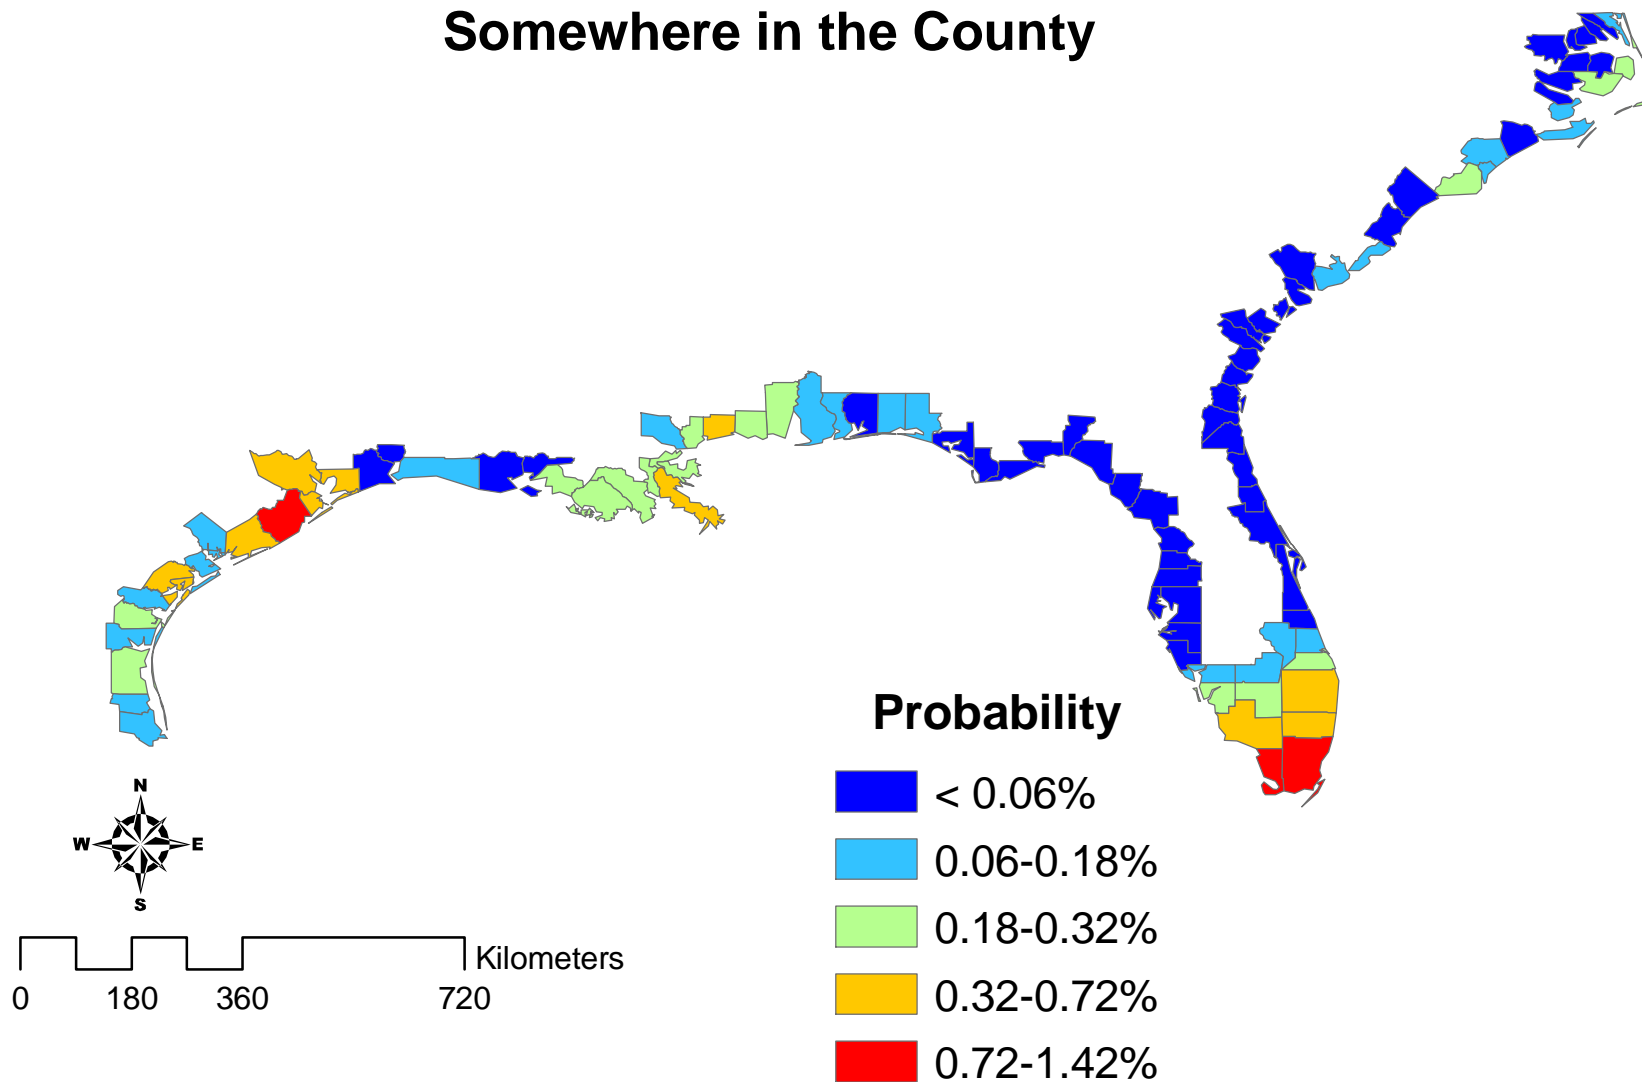 Somewhere in the County
Probability
< 0.06%
0.06-0.18%
0.18-0.32%
0.32-0.72%
0.72-1.42%
N
W E
S
Kilometers
0 180 360 720